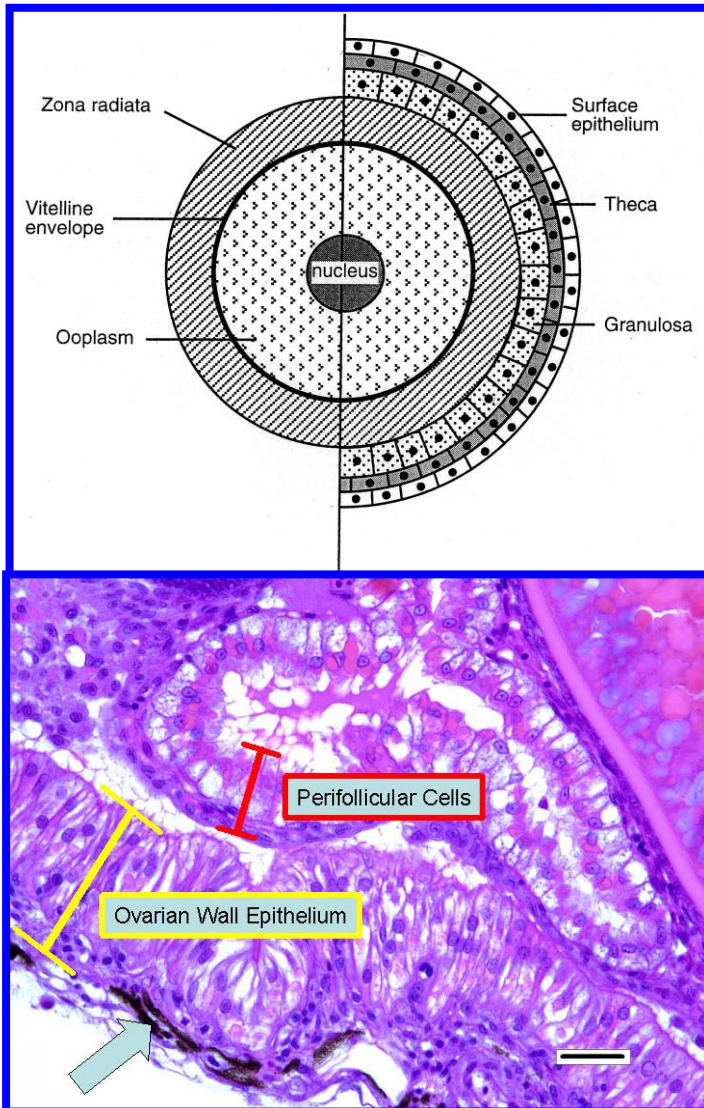 Zona radiata
Surface
epithelium
Vitelline
envelope
Theca
nucleus
Granulosa
Ooplasm
Perifollicular Cells
Ovarian Wall Epithelium